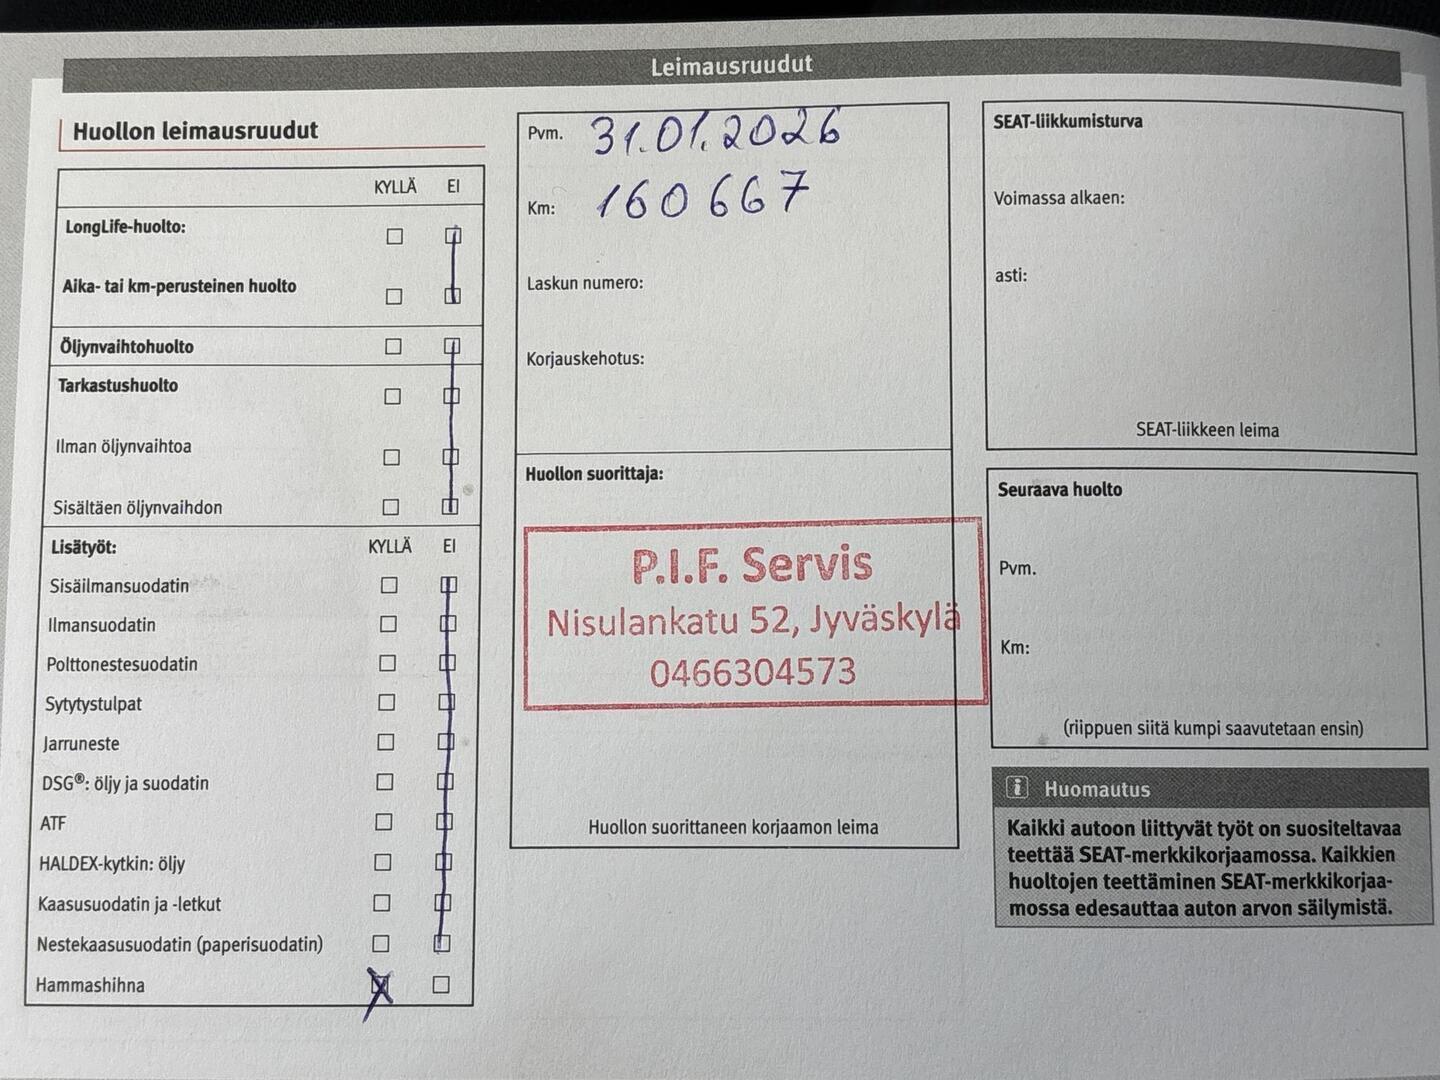 Leimausruudut
Huollon leimausruudut
KYLLÄ EI
LongLife-huolto:
Aika- tai km-perusteinen huolto
Öljynvaihtohuolto
Tarkastushuolto
Ilman öljynvaihtoa
Sisältäen öljynvaihdon
Lisätyöt: KYLLÄ EI
Sisäilmansuodatin
Ilmansuodatin
Polttonestesuodatin
Sytytystulpat
Jarruneste
DSG®: öljy ja suodatin
ATF
HALDEX-kytkin: öljy
Kaasusuodatin ja -letkut
Nestekaasusuodatin (paperisuodatin)
Hammashihna
Pvm. 31.01.2026
Km: 160 667
Laskun numero:
Korjauskehotus:
Huollon suorittaja:
P.I.F. Servis
Nisulankatu 52, Jyväskylä
0466304573
Huollon suorittaneen korjaamon leima
SEAT-liikkumisturva
Voimassa alkaen:
asti:
SEAT-liikkeen leima
Seuraava huolto
Pvm.
Km:
(riippuen siitä kumpi saavutetaan ensin)
i Huomautus
Kaikki autoon liittyvät työt on suositeltavaa
teettää SEAT-merkkikorjaamossa. Kaikkien
huoltojen teettäminen SEAT-merkkikorjaa-
mossa edesauttaa auton arvon säilymistä.